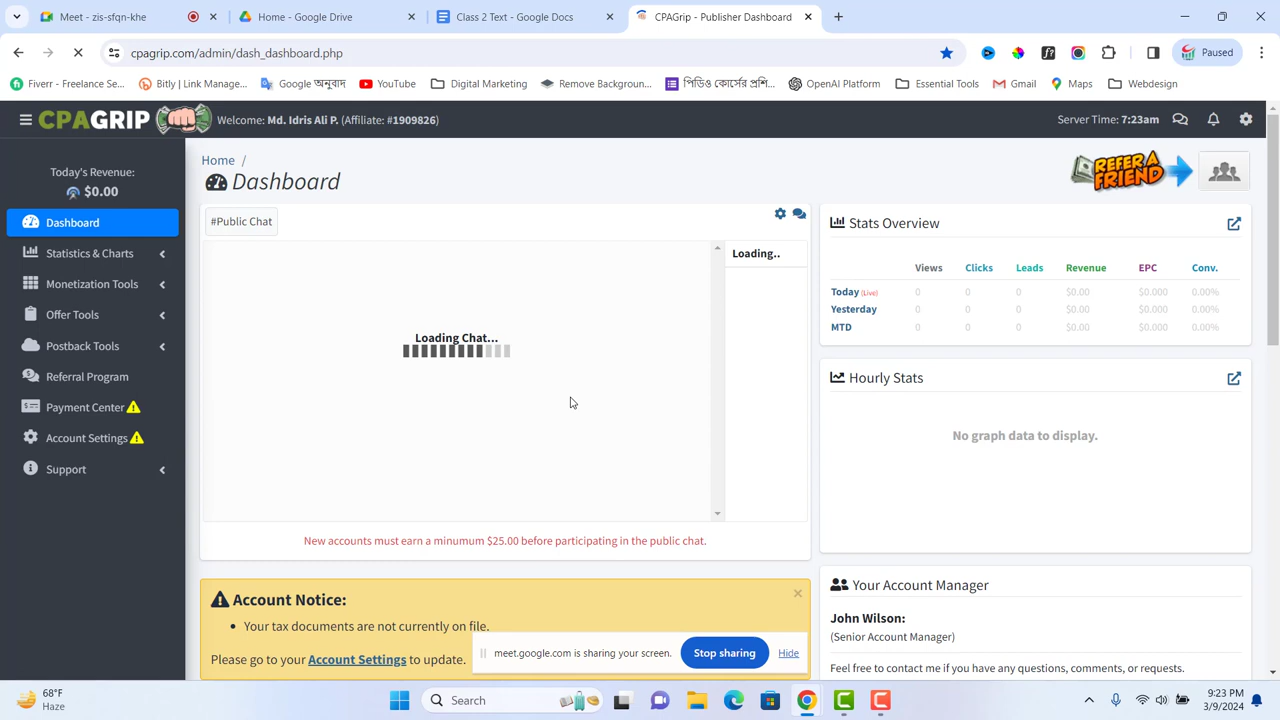 Meet - zis-sfqn-khe
Home - Google Drive
Class 2 Text - Google Docs
CPAGrip - Publisher Dashboard
cpagrip.com/admin/dash_dashboard.php
Paused
Fiverr - Freelance Se...
Bitly | Link Manage...
Google অনুবাদ
YouTube
Digital Marketing
Remove Backgroun...
পিডিও কোর্সের প্রশি...
OpenAI Platform
Essential Tools
Gmail
Maps
Webdesign
CPAGRIP
Welcome: Md. Idris Ali P. (Affiliate: #1909826)
Server Time: 7:23am
Today's Revenue:
$0.00
Dashboard
Statistics & Charts
Monetization Tools
Offer Tools
Postback Tools
Referral Program
Payment Center
Account Settings
Support
Home /
Dashboard
REFER A
FRIEND
#Public Chat
Loading..
Loading Chat...
New accounts must earn a minumum $25.00 before participating in the public chat.
Account Notice:
Your tax documents are not currently on file.
Please go to your Account Settings to update.
Stats Overview
Views Clicks Leads Revenue EPC Conv.
Today (Live) 0 0 0 $0.00 $0.000 0.00%
Yesterday 0 0 0 $0.00 $0.000 0.00%
MTD 0 0 0 $0.00 $0.000 0.00%
Hourly Stats
No graph data to display.
Your Account Manager
John Wilson:
(Senior Account Manager)
Feel free to contact me if you have any questions, comments, or requests.
meet.google.com is sharing your screen.
Stop sharing
Hide
68°F
Haze
Search
9:23 PM
3/9/2024